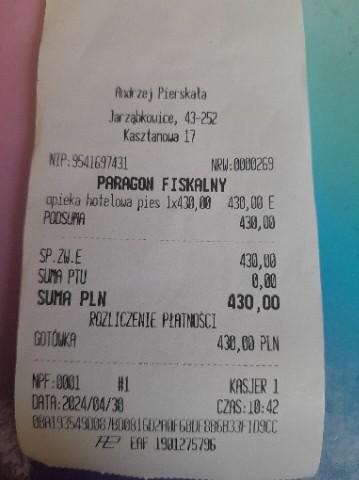 Andrzej Pierskała
Jarząbkowice, 43-252
Kasztanowa 17
NIP:9541697431 NRW:0000269
PARAGON FISKALNY
opieka hotelowa pies 1x430,00 430,00 E
PODSUMA 430,00
SP.ZW.E 430,00
SUMA PTU 0,00
SUMA PLN 430,00
ROZLICZENIE PŁATNOŚCI
GOTÓWKA 430,00 PLN
NPF:0001 #1 KASJER 1
DATA:2024/04/30 CZAS:10:42
EAF 1901275796